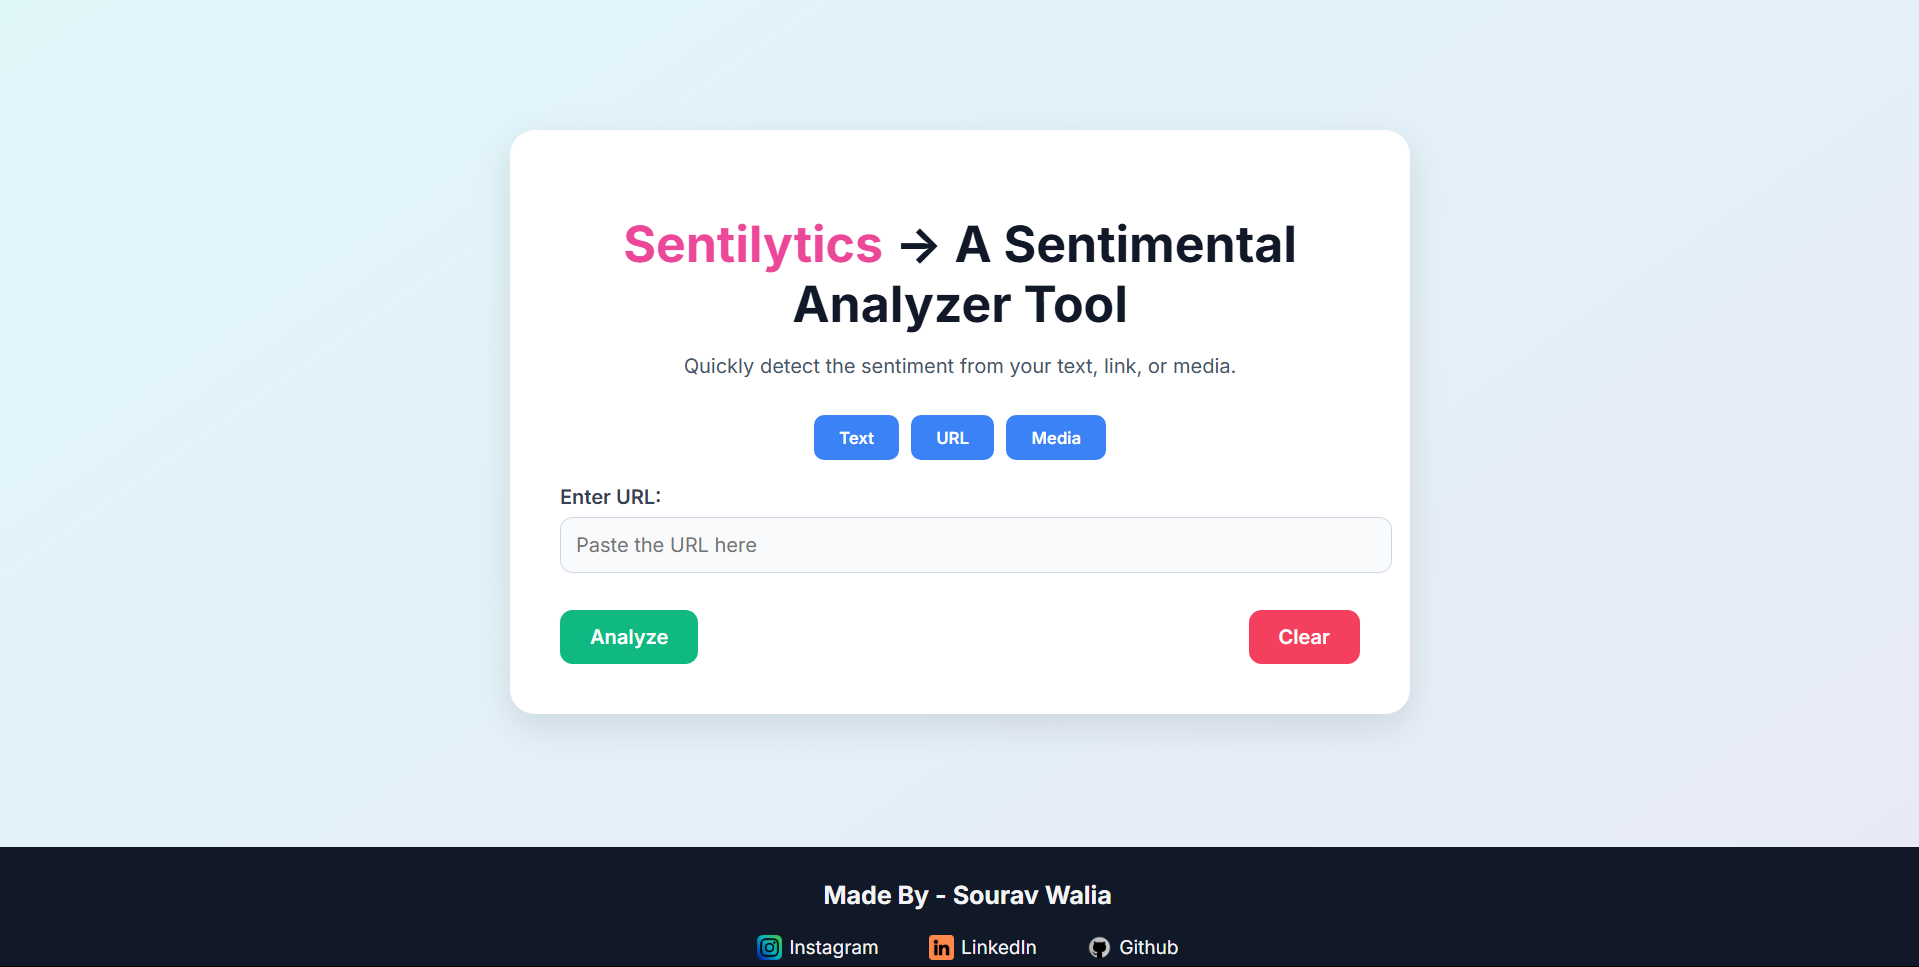 Sentilytics → A Sentimental
Analyzer Tool
Quickly detect the sentiment from your text, link, or media.
Text URL Media
Enter URL:
Paste the URL here
Analyze Clear
Made By - Sourav Walia
Instagram LinkedIn Github